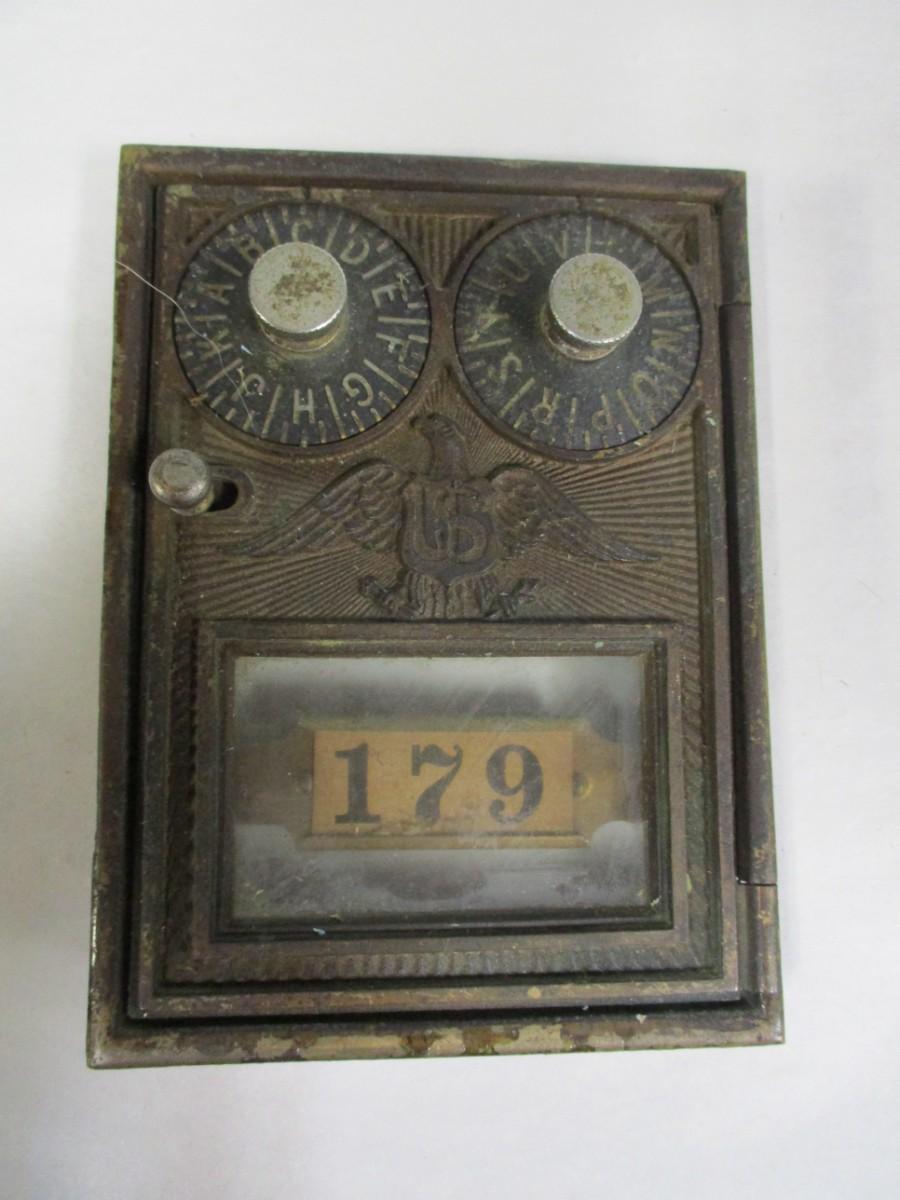 A B C D E F G H J K
M N O P R S T U V
US
179